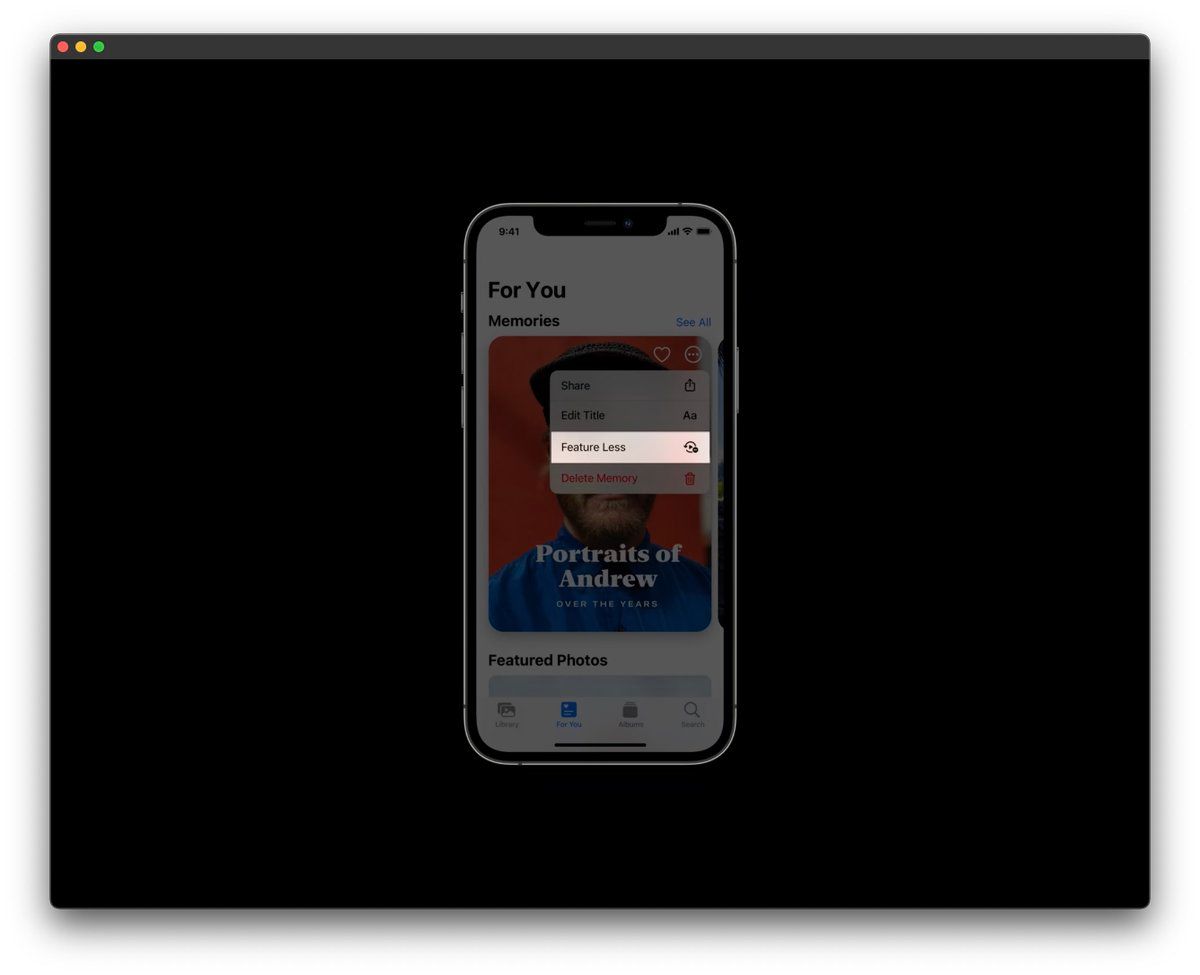 9:41
For You
Memories
See All
Share
Edit Title
Aa
Feature Less
Delete Memory
Portraits of
Andrew
OVER THE YEARS
Featured Photos
Library
For You
Albums
Search